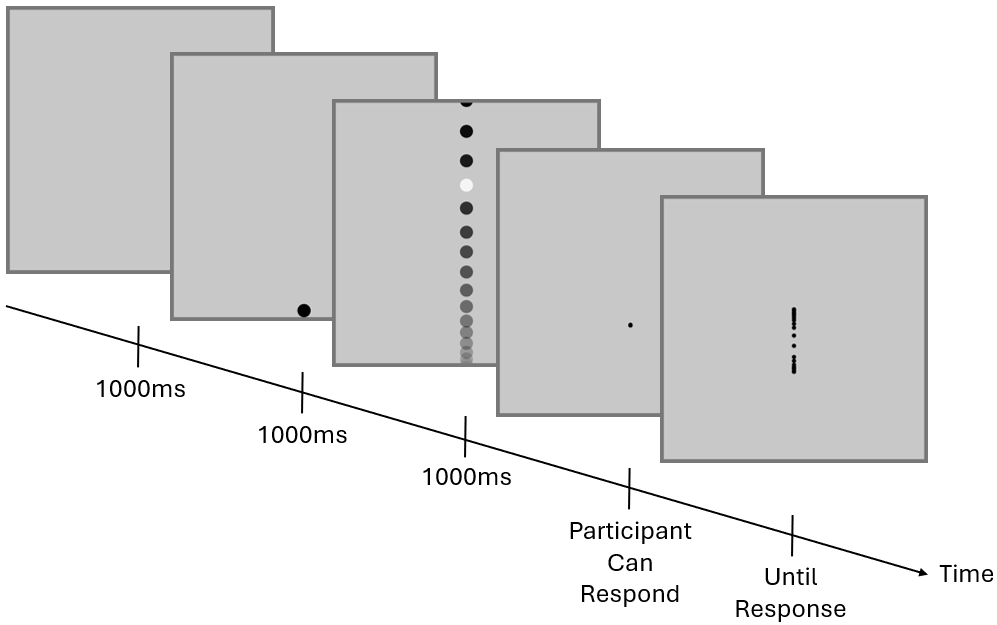 1000ms
1000ms
1000ms
Participant
Can
Respond
Until
Response
Time